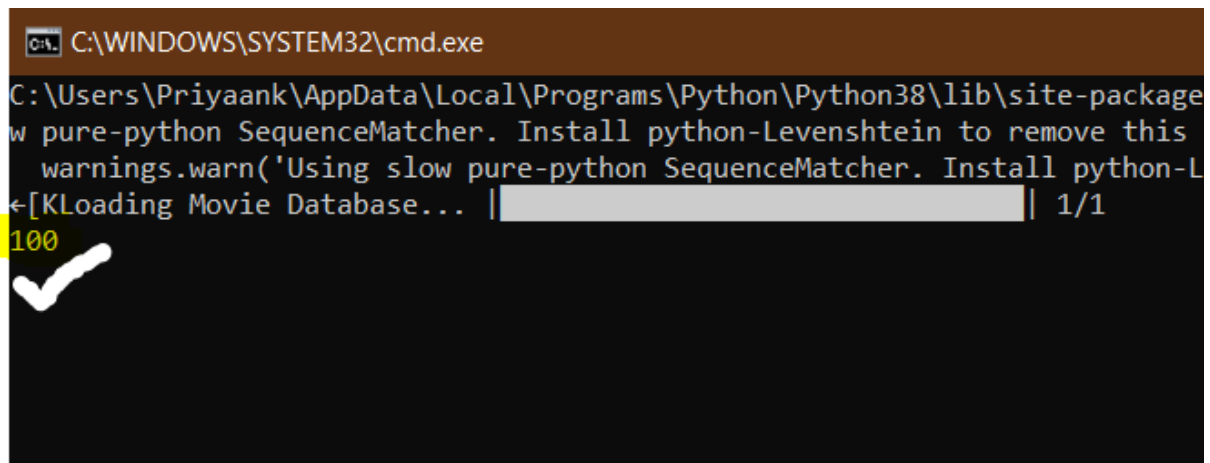 C:\WINDOWS\SYSTEM32\cmd.exe
C:\Users\Priyaank\AppData\Local\Programs\Python\Python38\lib\site-package
w pure-python SequenceMatcher. Install python-Levenshtein to remove this
warnings.warn('Using slow pure-python SequenceMatcher. Install python-L
←[KLoading Movie Database... | | 1/1
100